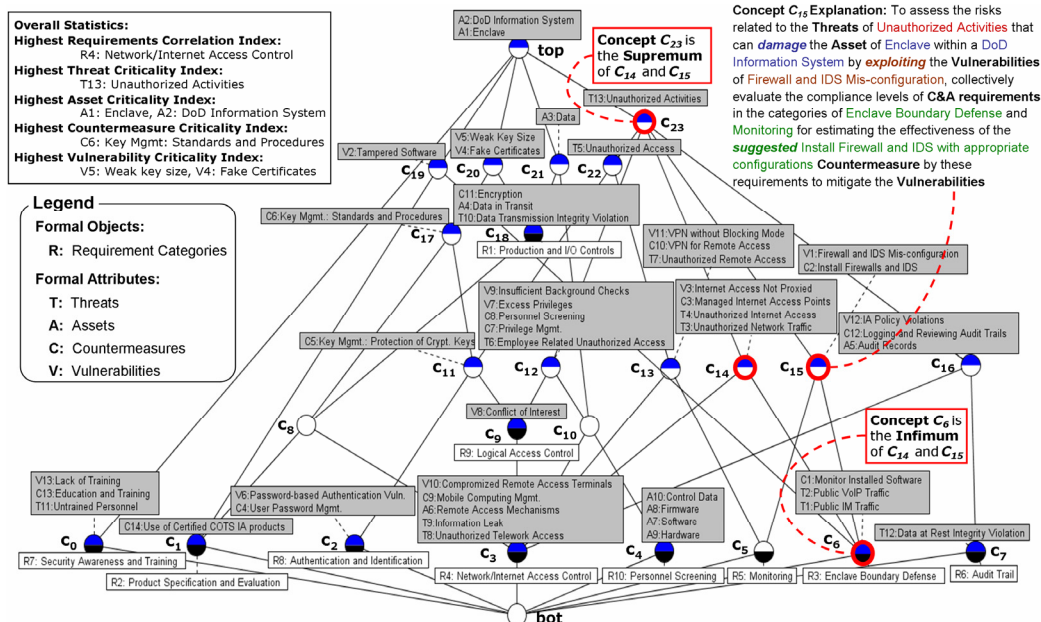 Overall Statistics:
Highest Requirements Correlation Index:
R4: Network/Internet Access Control
Highest Threat Criticality Index:
T13: Unauthorized Activities
Highest Asset Criticality Index:
A1: Enclave, A2: DoD Information System
Highest Countermeasure Criticality Index:
C6: Key Mgmt: Standards and Procedures
Highest Vulnerability Criticality Index:
V5: Weak key size, V4: Fake Certificates
A2: DoD Information System
A1: Enclave
top
Concept C23 is
the Supremum
of C14 and C15
Concept C15 Explanation: To assess the risks
related to the Threats of Unauthorized Activities that
can damage the Asset of Enclave within a DoD
Information System by exploiting the Vulnerabilities
of Firewall and IDS Mis-configuration, collectively
evaluate the compliance levels of C&A requirements
in the categories of Enclave Boundary Defense and
Monitoring for estimating the effectiveness of the
suggested Install Firewall and IDS with appropriate
configurations Countermeasure by these
requirements to mitigate the Vulnerabilities
T13:Unauthorized Activities
C23
A3:Data
V5:Weak Key Size
V4:Fake Certificates
T5:Unauthorized Access
V2:Tampered Software
C19
C20
C21
C22
Legend
Formal Objects:
R: Requirement Categories
Formal Attributes:
T: Threats
A: Assets
C: Countermeasures
V: Vulnerabilities
C11:Encryption
A4:Data in Transit
T10:Data Transmission Integrity Violation
C6:Key Mgmt.: Standards and Procedures
C17
C18
R1: Production and I/O Controls
V11:VPN without Blocking Mode
C10:VPN for Remote Access
T7:Unauthorized Remote Access
V1:Firewall and IDS Mis-configuration
C2:Install Firewalls and IDS
V9:Insufficient Background Checks
V7:Excess Privileges
C8:Personnel Screening
C7:Privilege Mgmt.
T6:Employee Related Unauthorized Access
V3:Internet Access Not Proxied
C3:Managed Internet Access Points
T4:Unauthorized Internet Access
T3:Unauthorized Network Traffic
V12:IA Policy Violations
C12:Logging and Reviewing Audit Trails
A5:Audit Records
C5:Key Mgmt.: Protection of Crypt. Keys
C11
C12
C13
C14
C15
C16
V8:Conflict of Interest
C8
C9
C10
R9: Logical Access Control
Concept C6 is
the Infimum
of C14 and C15
V13:Lack of Training
C13:Education and Training
T11:Untrained Personnel
V6:Password-based Authentication Vuln.
C4:User Password Mgmt.
V10:Compromized Remote Access Terminals
C9:Mobile Computing Mgmt.
A6:Remote Access Mechanisms
T9:Information Leak
T8:Unauthorized Telework Access
A10:Control Data
A8:Firmware
A7:Software
A9:Hardware
C1:Monitor Installed Software
T2:Public VoIP Traffic
T1:Public IM Traffic
C14:Use of Certified COTS IA products
T12:Data at Rest Integrity Violation
C0
C1
C2
C3
C4
C5
C6
C7
R7: Security Awareness and Training
R8: Authentication and Identification
R4: Network/Internet Access Control
R10: Personnel Screening
R5: Monitoring
R3: Enclave Boundary Defense
R6: Audit Trail
R2: Product Specification and Evaluation
bot